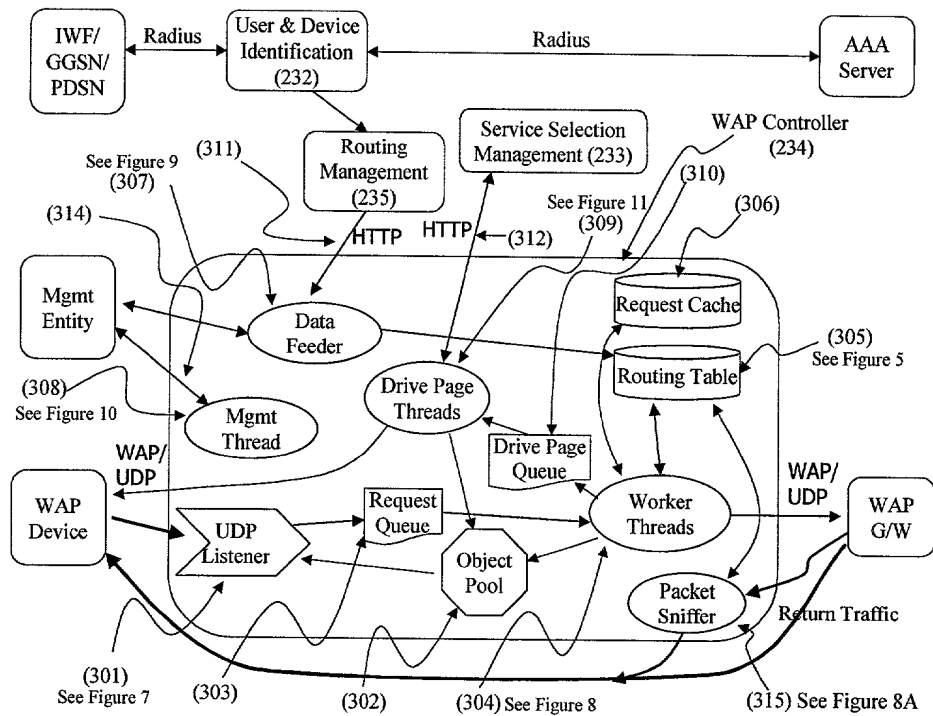 IWF/
GGSN/
PDSN
Radius
User & Device
Identification
(232)
Radius
AAA
Server
See Figure 9
(307)
(311)
Routing
Management
(235)
Service Selection
Management (233)
WAP Controller
(234)
(310)
(314)
HTTP
HTTP
(312)
See Figure 11
(309)
(306)
Mgmt
Entity
Data
Feeder
Request Cache
Routing Table
(305)
See Figure 5
(308)
See Figure 10
Mgmt
Thread
Drive Page
Threads
Drive Page
Queue
WAP/
UDP
WAP
Device
UDP
Listener
Request
Queue
Object
Pool
Worker
Threads
WAP/
UDP
WAP
G/W
Packet
Sniffer
Return Traffic
(301)
See Figure 7
(303)
(302)
(304) See Figure 8
(315) See Figure 8A